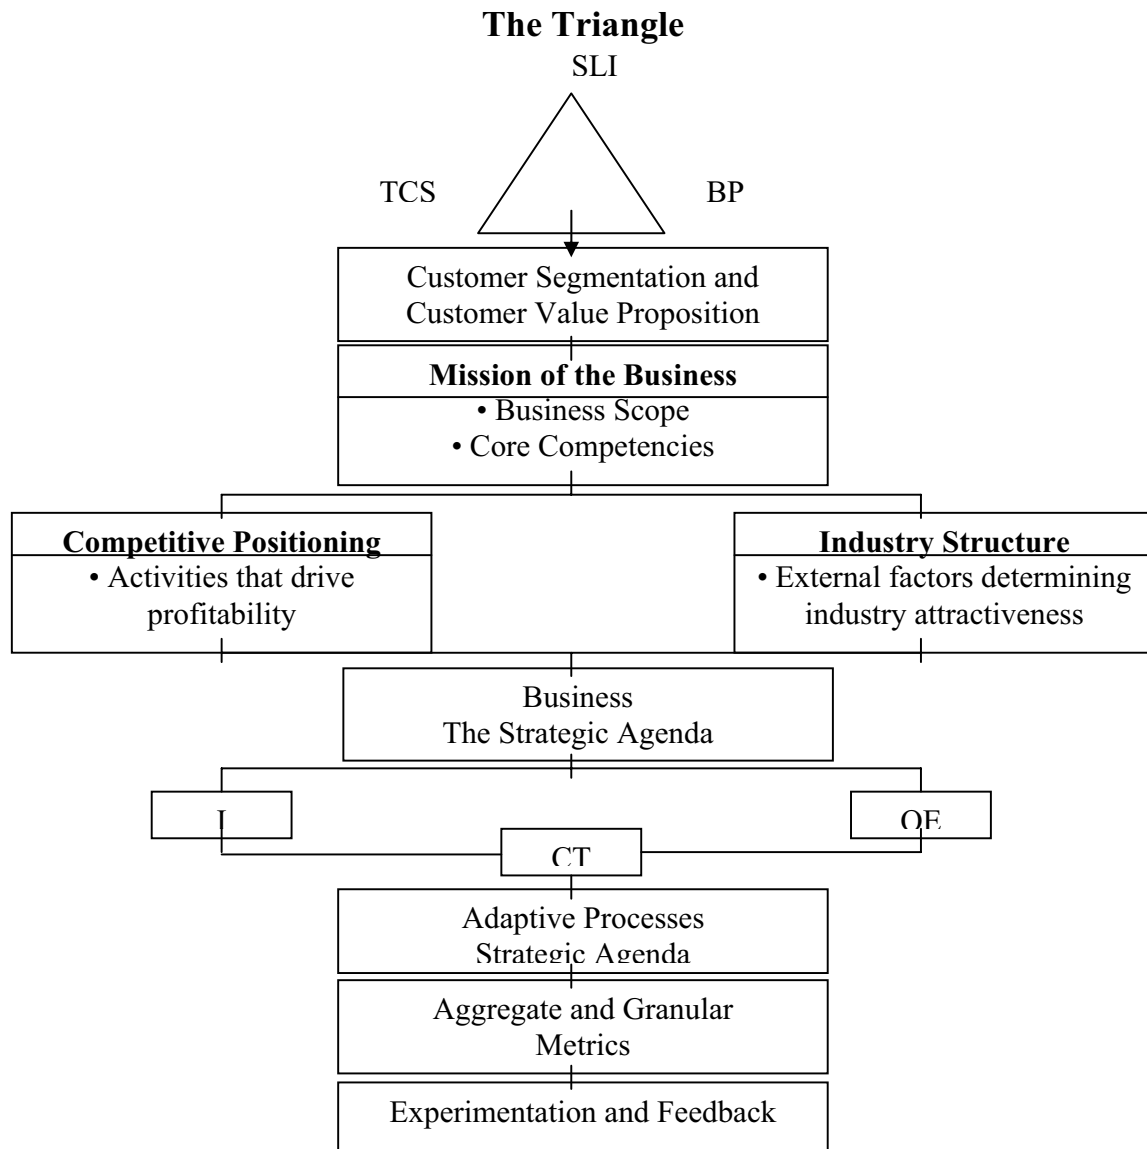 The Triangle
SLI
TCS
BP
Customer Segmentation and
Customer Value Proposition
Mission of the Business
• Business Scope
• Core Competencies
Competitive Positioning
• Activities that drive
profitability
Industry Structure
• External factors determining
industry attractiveness
Business
The Strategic Agenda
I
OE
CT
Adaptive Processes
Strategic Agenda
Aggregate and Granular
Metrics
Experimentation and Feedback